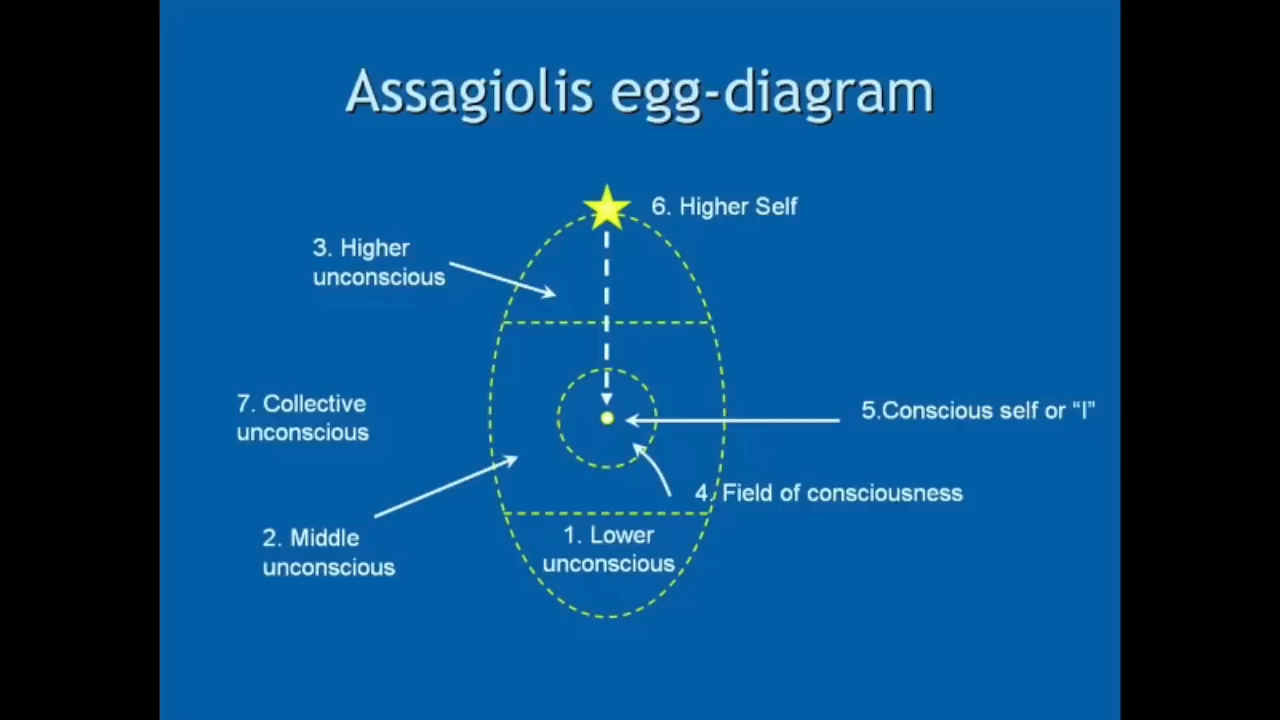 Assagiolis egg-diagram
6. Higher Self
3. Higher
unconscious
7. Collective
unconscious
5.Conscious self or “I”
4. Field of consciousness
2. Middle
unconscious
1. Lower
unconscious